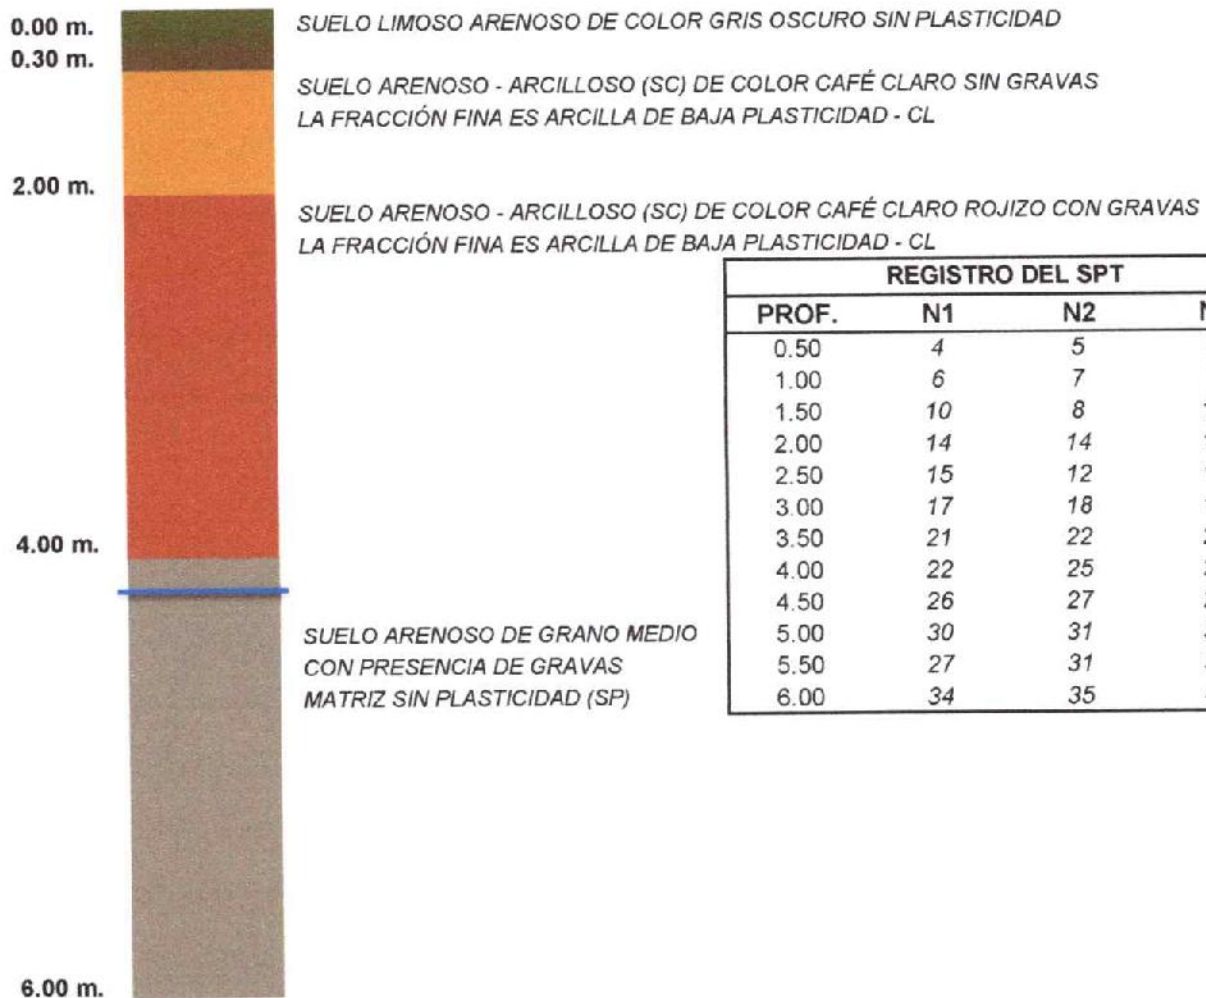 0.00 m.
SUELO LIMOSO ARENOSO DE COLOR GRIS OSCURO SIN PLASTICIDAD
0.30 m.
SUELO ARENOSO - ARCILLOSO (SC) DE COLOR CAFÉ CLARO SIN GRAVAS
LA FRACCIÓN FINA ES ARCILLA DE BAJA PLASTICIDAD - CL
2.00 m.
SUELO ARENOSO - ARCILLOSO (SC) DE COLOR CAFÉ CLARO ROJIZO CON GRAVAS
LA FRACCIÓN FINA ES ARCILLA DE BAJA PLASTICIDAD - CL
4.00 m.
SUELO ARENOSO DE GRANO MEDIO
CON PRESENCIA DE GRAVAS
MATRIZ SIN PLASTICIDAD (SP)
6.00 m.
REGISTRO DEL SPT
PROF. N1 N2
0.50 4 5
1.00 6 7
1.50 10 8
2.00 14 14
2.50 15 12
3.00 17 18
3.50 21 22
4.00 22 25
4.50 26 27
5.00 30 31
5.50 27 31
6.00 34 35